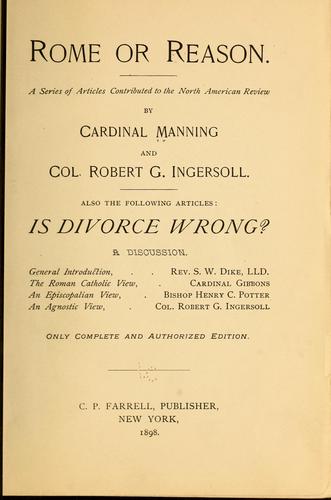 ROME OR REASON.
A Series of Articles Contributed to the North American Review
BY
CARDINAL MANNING
AND
COL. ROBERT G. INGERSOLL.
ALSO THE FOLLOWING ARTICLES:
IS DIVORCE WRONG?
A DISCUSSION.
General Introduction, . . REV. S. W. DIKE, LLD.
The Roman Catholic View, . CARDINAL GIBBONS
An Episcopalian View, . BISHOP HENRY C. POTTER
An Agnostic View, . COL. ROBERT G. INGERSOLL
ONLY COMPLETE AND AUTHORIZED EDITION.
C. P. FARRELL, PUBLISHER,
NEW YORK,
1898.